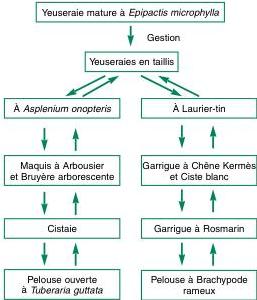 Yeuseraie mature à Epipactis microphylla
Gestion
Yeuseraies en taillis
À Asplenium onopteris
À Laurier-tin
Maquis à Arbousier
et Bruyère arborescente
Garrigue à Chêne Kermès
et Ciste blanc
Cistaie
Garrigue à Rosmarin
Pelouse ouverte
à Tuberaria guttata
Pelouse à Brachypode
rameux